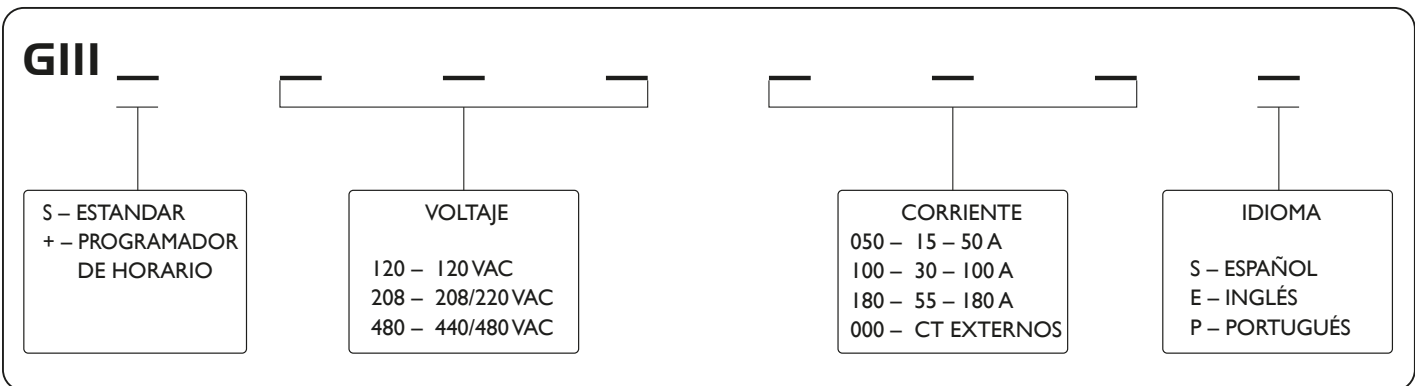 GIII
S – ESTANDAR
+ – PROGRAMADOR
DE HORARIO
VOLTAJE
120 – 120 VAC
208 – 208/220 VAC
480 – 440/480 VAC
CORRIENTE
050 – 15 – 50 A
100 – 30 – 100 A
180 – 55 – 180 A
000 – CT EXTERNOS
IDIOMA
S – ESPAÑOL
E – INGLÉS
P – PORTUGUÉS